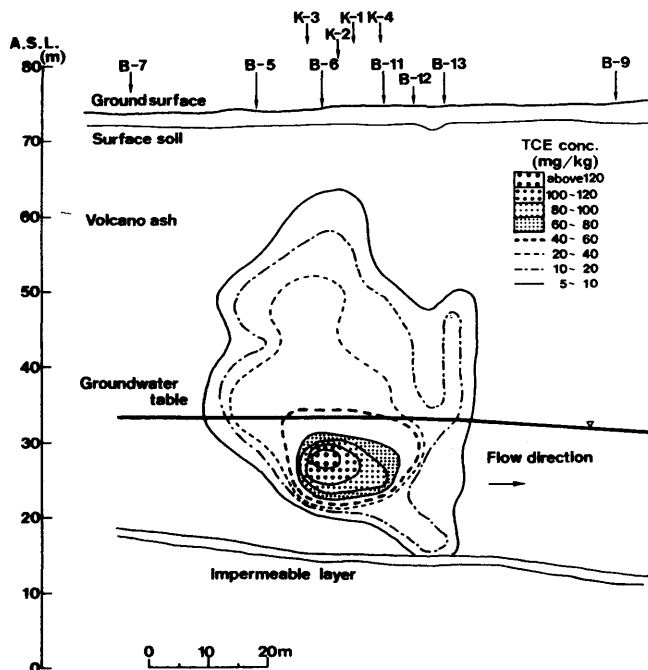 K-3 K-1 K-4
K-2
A.S.L.
(m)
B-7 B-5 B-6 B-11 B-13 B-9
B-12
80
Ground surface
70
Surface soil
TCE conc.
(mg/kg)
above120
100~120
80~100
60~80
40~60
20~40
10~20
5~10
60
Volcano ash
50
40
Groundwater
table
30
Flow direction
20
10
Impermeable layer
0
0 10 20m